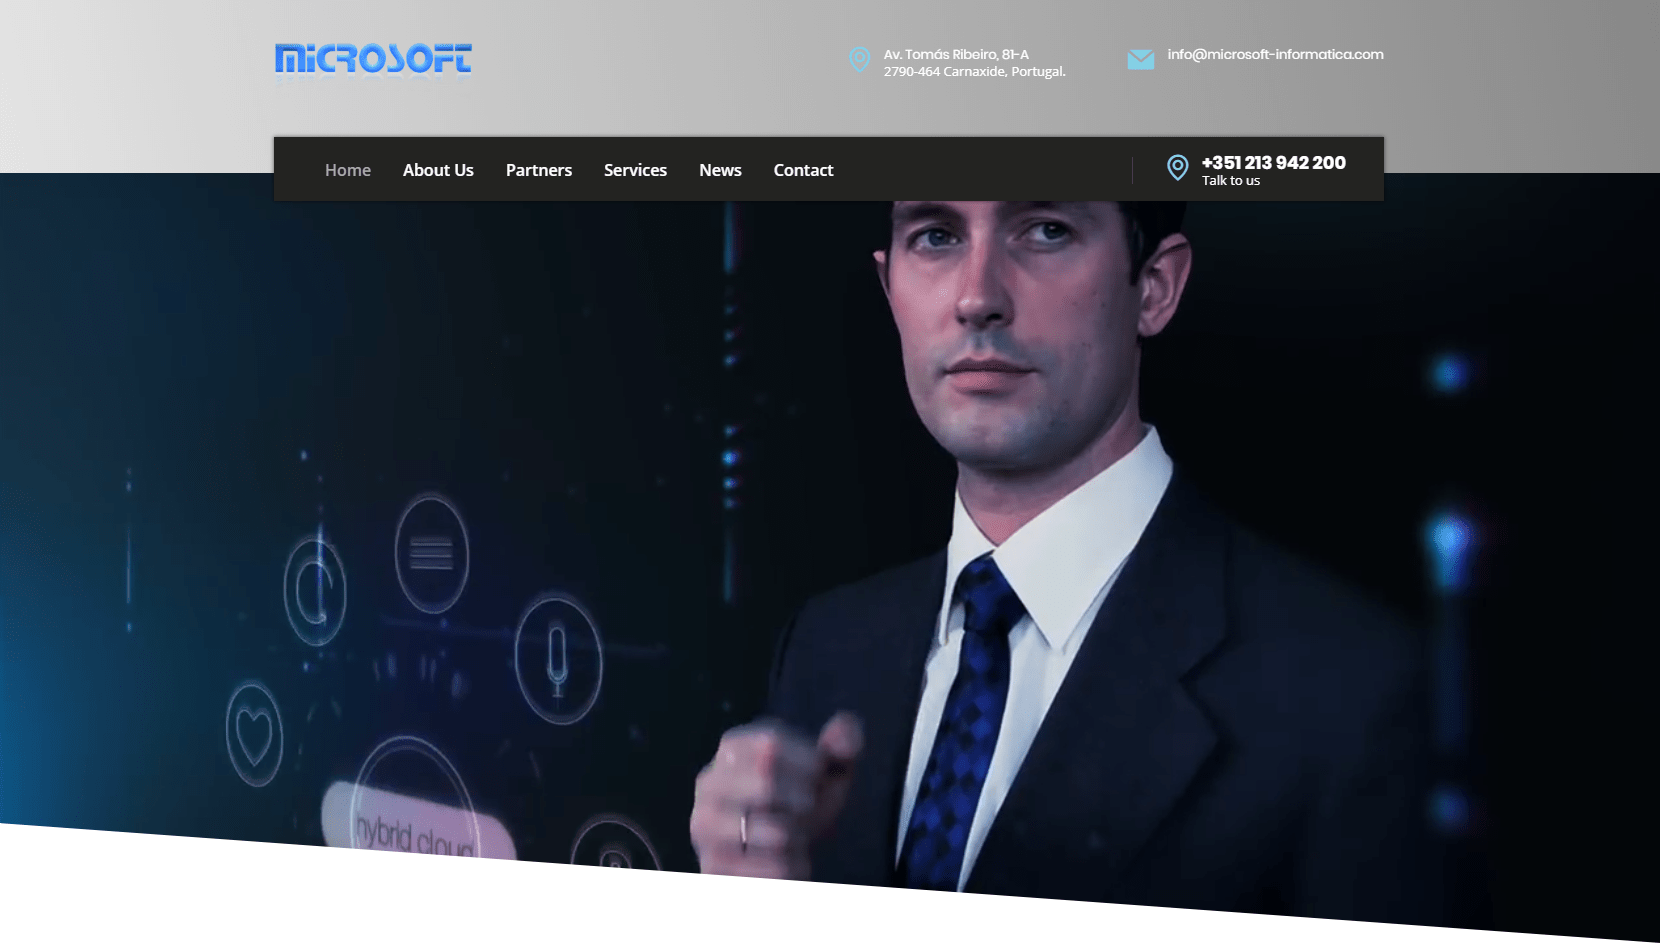 MICROSOFT
Av. Tomás Ribeiro, 81-A
2790-464 Carnaxide, Portugal.
info@microsoft-informatica.com
Home About Us Partners Services News Contact
+351 213 942 200
Talk to us
hybrid cloud